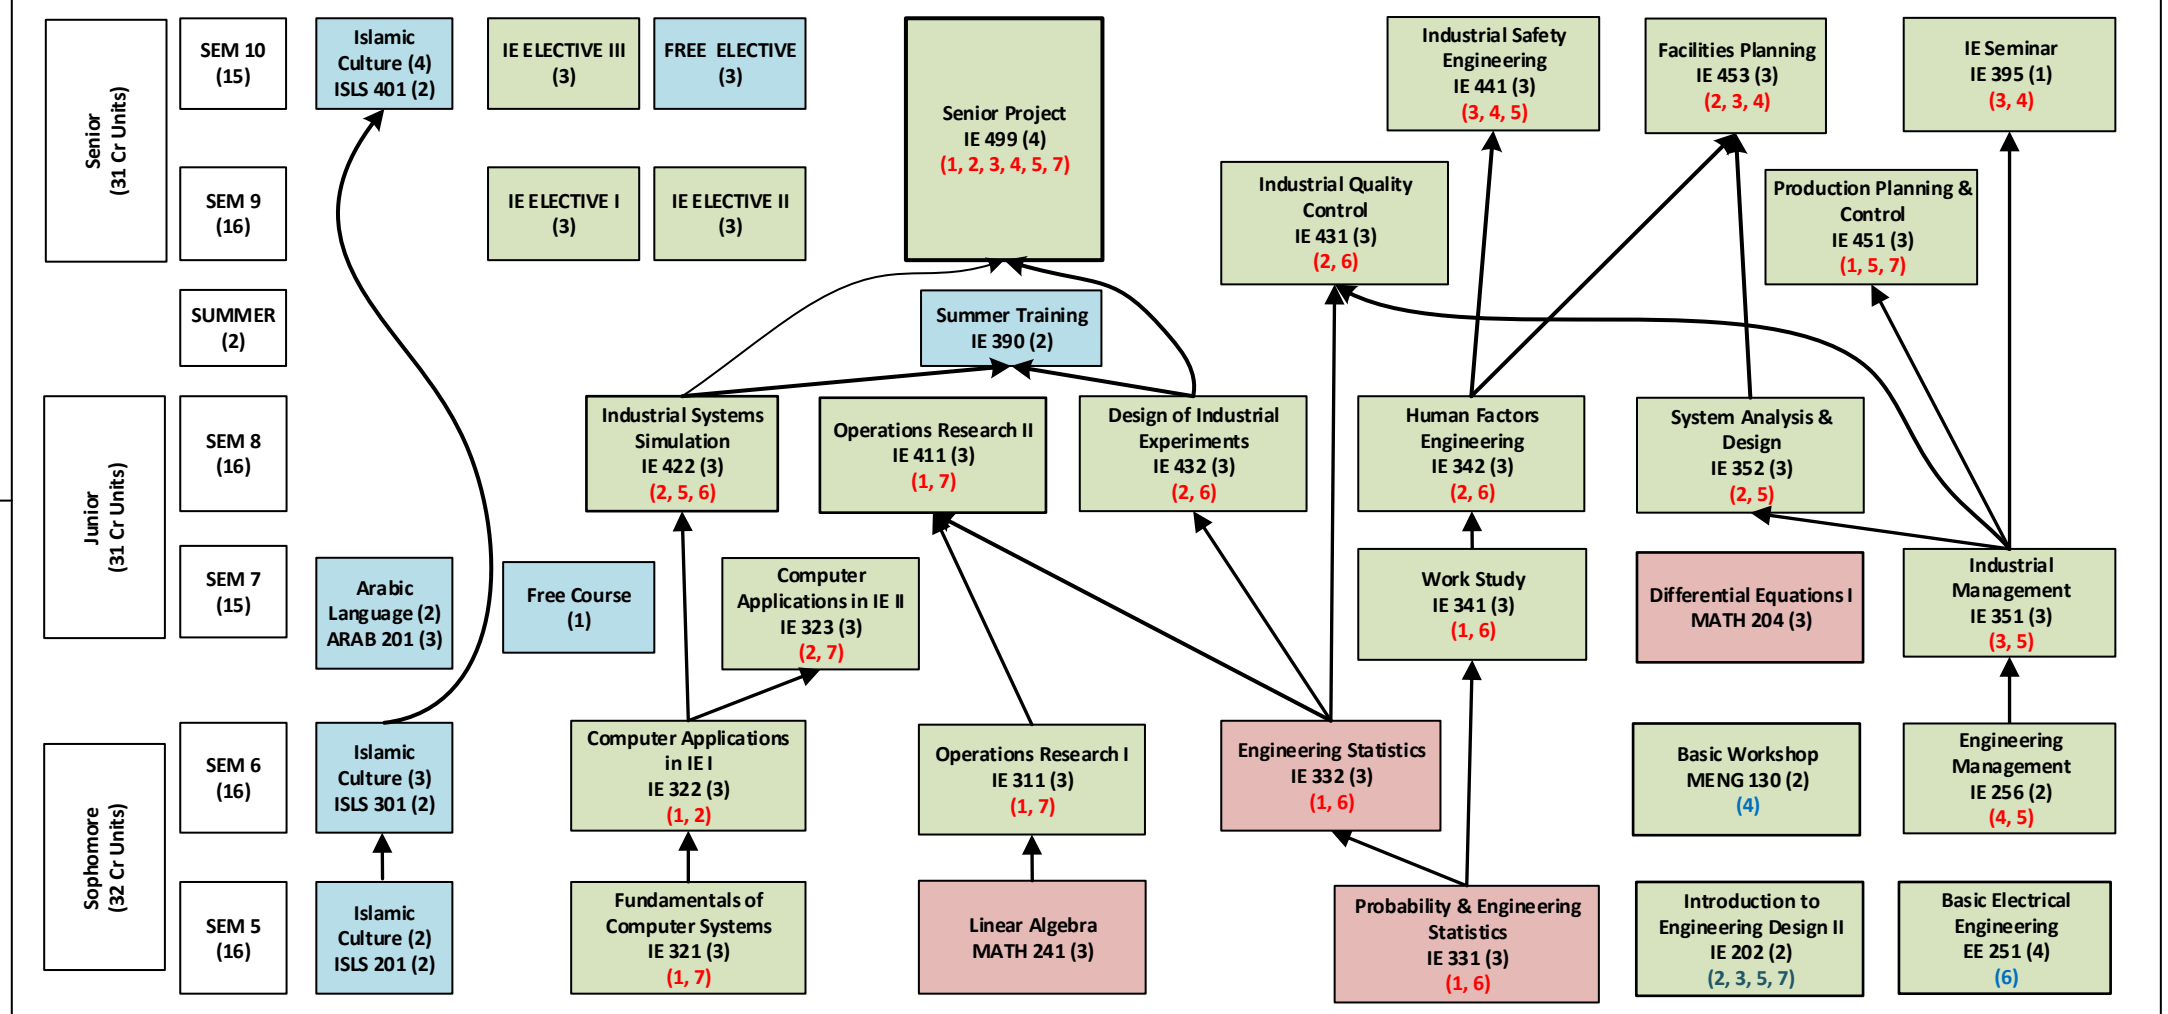 Senior
(31 Cr Units)
SEM 10
(15)
Islamic
Culture (4)
ISLS 401 (2)
IE ELECTIVE III
(3)
FREE ELECTIVE
(3)
Senior Project
IE 499 (4)
(1, 2, 3, 4, 5, 7)
Industrial Safety
Engineering
IE 441 (3)
(3, 4, 5)
Facilities Planning
IE 453 (3)
(2, 3, 4)
IE Seminar
IE 395 (1)
(3, 4)
SEM 9
(16)
IE ELECTIVE I
(3)
IE ELECTIVE II
(3)
Industrial Quality
Control
IE 431 (3)
(2, 6)
Production Planning &
Control
IE 451 (3)
(1, 5, 7)
SUMMER
(2)
Summer Training
IE 390 (2)
Junior
(31 Cr Units)
SEM 8
(16)
Industrial Systems
Simulation
IE 422 (3)
(2, 5, 6)
Operations Research II
IE 411 (3)
(1, 7)
Design of Industrial
Experiments
IE 432 (3)
(2, 6)
Human Factors
Engineering
IE 342 (3)
(2, 6)
System Analysis &
Design
IE 352 (3)
(2, 5)
SEM 7
(15)
Arabic
Language (2)
ARAB 201 (3)
Free Course
(1)
Computer
Applications in IE II
IE 323 (3)
(2, 7)
Work Study
IE 341 (3)
(1, 6)
Differential Equations I
MATH 204 (3)
Industrial
Management
IE 351 (3)
(3, 5)
Sophomore
(32 Cr Units)
SEM 6
(16)
Islamic
Culture (3)
ISLS 301 (2)
Computer Applications
in IE I
IE 322 (3)
(1, 2)
Operations Research I
IE 311 (3)
(1, 7)
Engineering Statistics
IE 332 (3)
(1, 6)
Basic Workshop
MENG 130 (2)
(4)
Engineering
Management
IE 256 (2)
(4, 5)
SEM 5
(16)
Islamic
Culture (2)
ISLS 201 (2)
Fundamentals of
Computer Systems
IE 321 (3)
(1, 7)
Linear Algebra
MATH 241 (3)
Probability & Engineering
Statistics
IE 331 (3)
(1, 6)
Introduction to
Engineering Design II
IE 202 (2)
(2, 3, 5, 7)
Basic Electrical
Engineering
EE 251 (4)
(6)